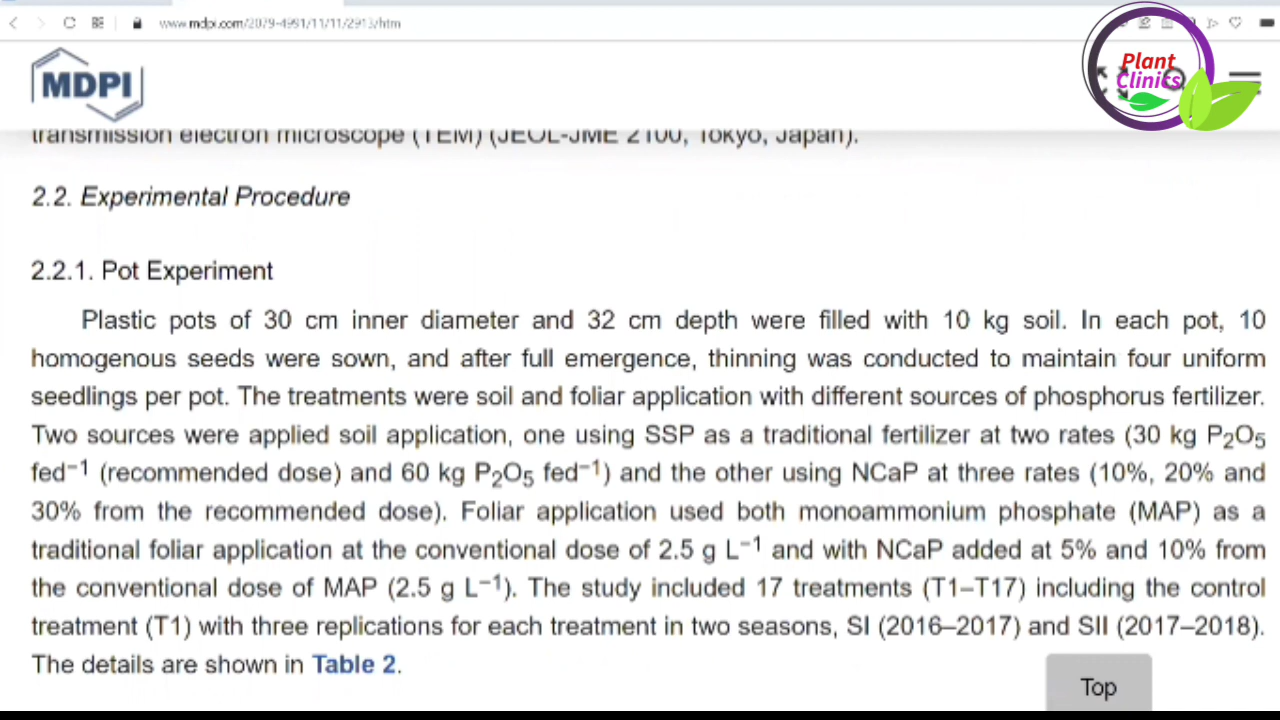 www.mdpi.com/2079-4991/11/11/2913/htm
Plant
Clinics
MDPI
transmission electron microscope (TEM) (JEOL-JME 2100, Tokyo, Japan).
2.2. Experimental Procedure
2.2.1. Pot Experiment
Plastic pots of 30 cm inner diameter and 32 cm depth were filled with 10 kg soil. In each pot, 10
homogenous seeds were sown, and after full emergence, thinning was conducted to maintain four uniform
seedlings per pot. The treatments were soil and foliar application with different sources of phosphorus fertilizer.
Two sources were applied soil application, one using SSP as a traditional fertilizer at two rates (30 kg P₂O₅
fed⁻¹ (recommended dose) and 60 kg P₂O₅ fed⁻¹) and the other using NCaP at three rates (10%, 20% and
30% from the recommended dose). Foliar application used both monoammonium phosphate (MAP) as a
traditional foliar application at the conventional dose of 2.5 g L⁻¹ and with NCaP added at 5% and 10% from
the conventional dose of MAP (2.5 g L⁻¹). The study included 17 treatments (T1–T17) including the control
treatment (T1) with three replications for each treatment in two seasons, SI (2016–2017) and SII (2017–2018).
The details are shown in Table 2.
Top